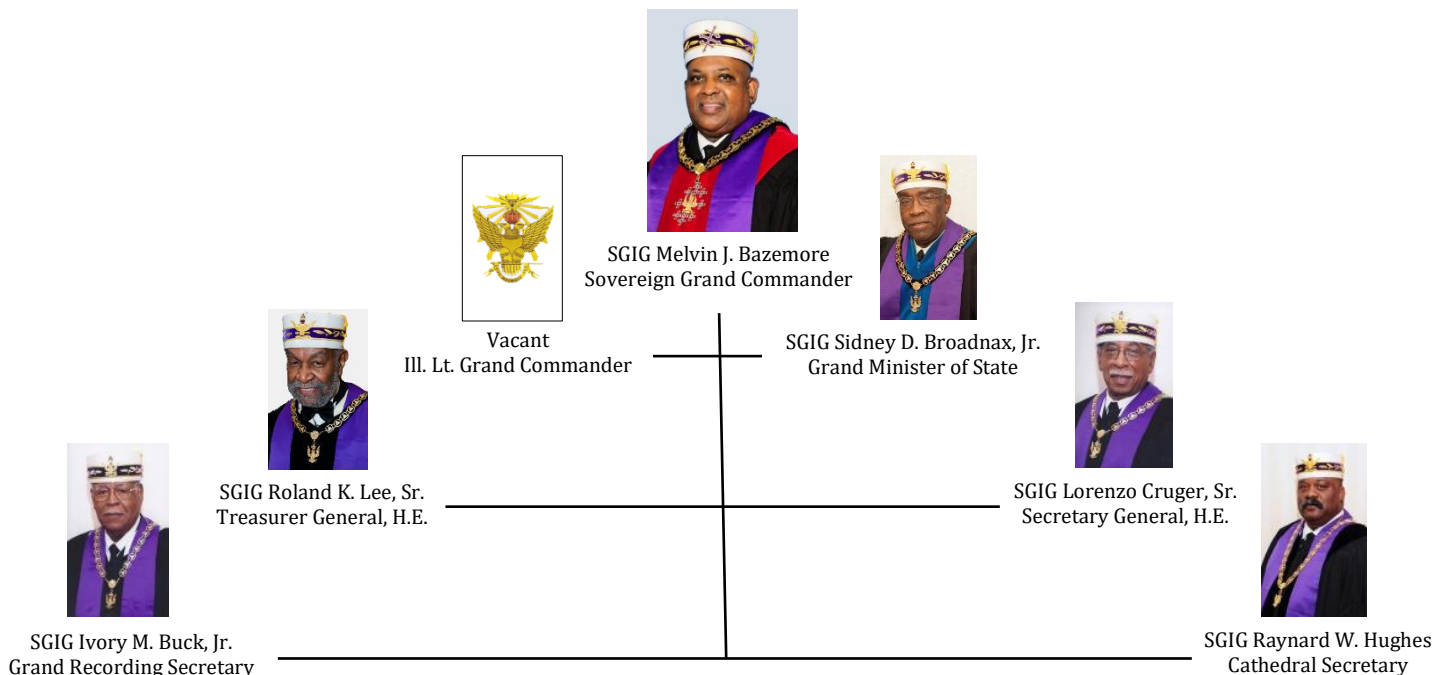 SGIG Melvin J. Bazemore
Sovereign Grand Commander
Vacant
Ill. Lt. Grand Commander
SGIG Sidney D. Broadnax, Jr.
Grand Minister of State
SGIG Roland K. Lee, Sr.
Treasurer General, H.E.
SGIG Lorenzo Cruger, Sr.
Secretary General, H.E.
SGIG Ivory M. Buck, Jr.
Grand Recording Secretary
SGIG Raynard W. Hughes
Cathedral Secretary